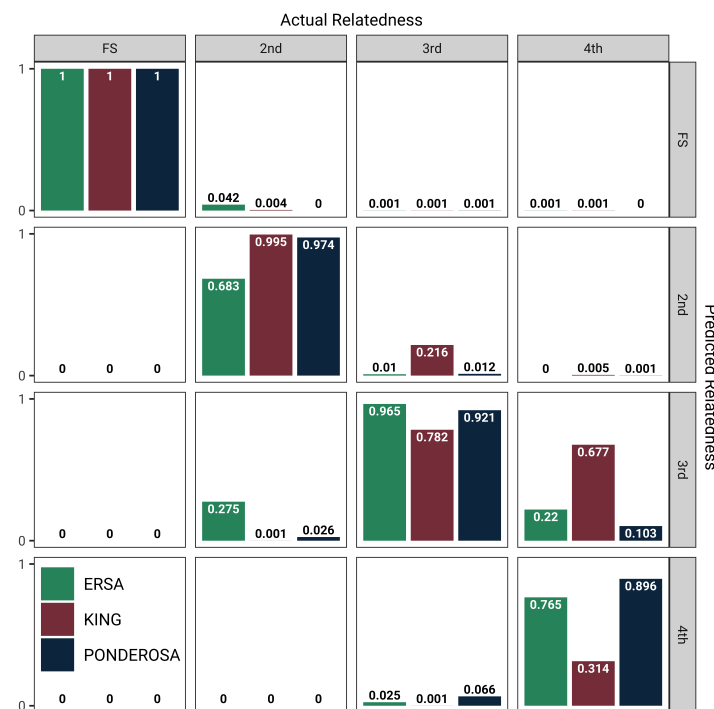 Actual Relatedness
FS 2nd 3rd 4th
1 1 1 1
0.042 0.004 0 0.001 0.001 0.001 0.001 0.001 0
0
FS
1 0.683 0.995 0.974
0.01 0.216 0.012
0 0 0 0 0 0.005 0.001
2nd
Predicted Relatedness
1 0.965 0.782 0.921
0.275 0.001 0.026
0.22 0.677 0.103
0 0 0 0
3rd
1
ERSA
KING
PONDEROSA
0.765 0.314 0.896
0 0 0 0 0 0 0 0.025 0.001 0.066
4th